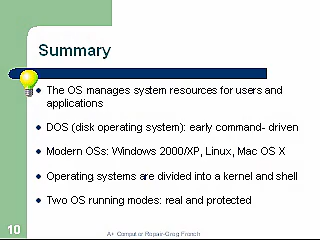 Summary
The OS manages system resources for users and
applications
DOS (disk operating system): early command- driven
Modern OSs: Windows 2000/XP, Linux, Mac OS X
Operating systems are divided into a kernel and shell
Two OS running modes: real and protected
10
A+ Computer Repair-Greg French